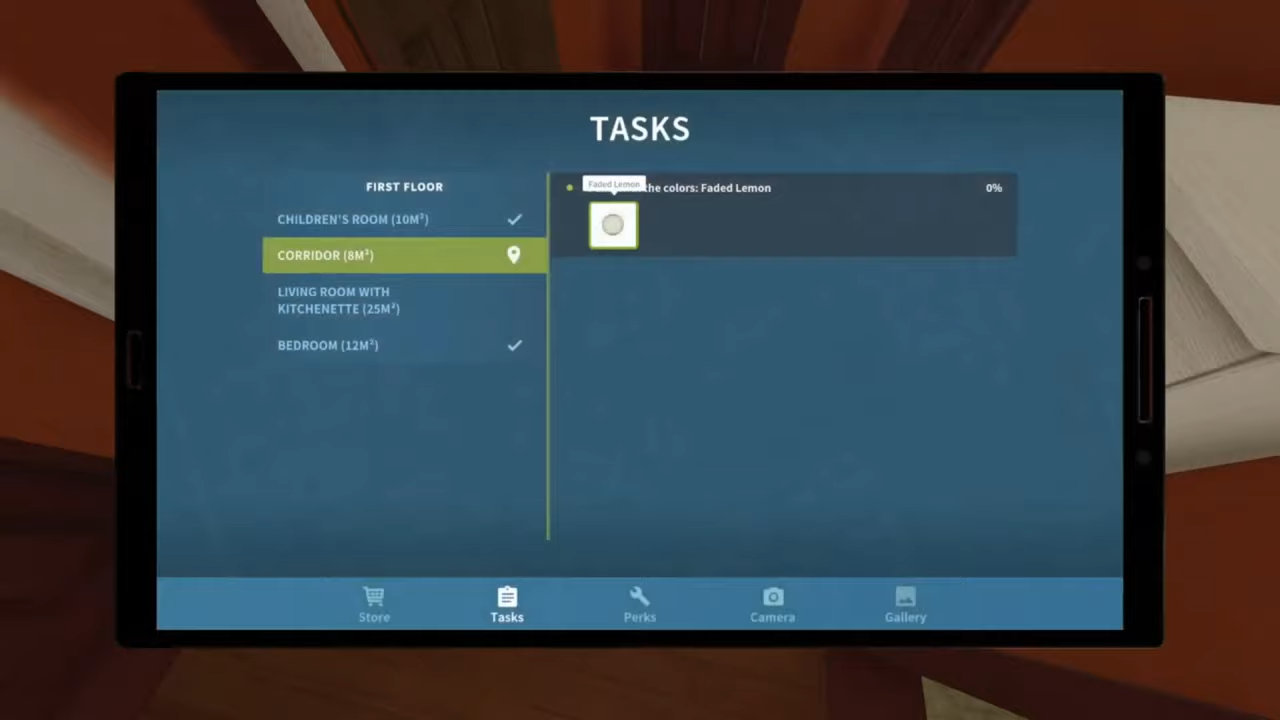 TASKS
FIRST FLOOR
CHILDREN'S ROOM (10M²)
CORRIDOR (8M²)
LIVING ROOM WITH
KITCHENETTE (25M²)
BEDROOM (12M²)
Faded Lemon
the colors: Faded Lemon
0%
Store
Tasks
Perks
Camera
Gallery